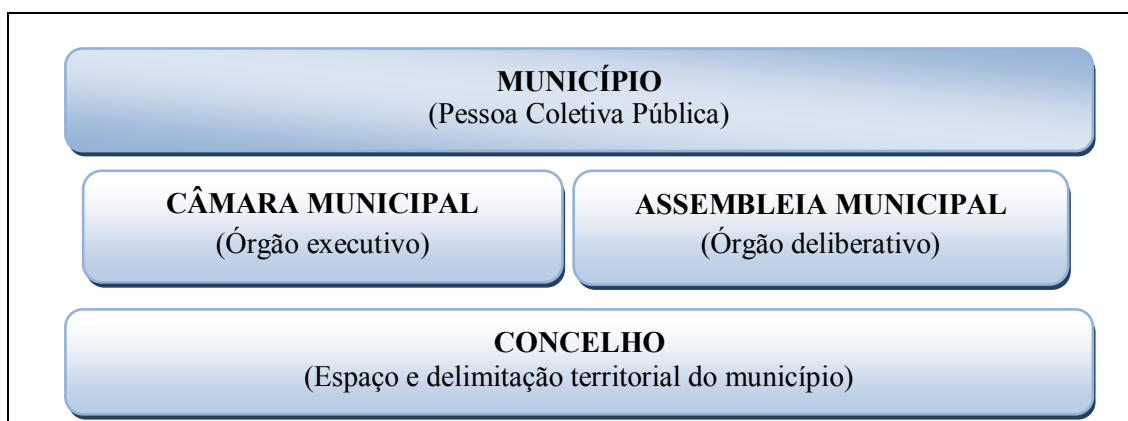 MUNICÍPIO
(Pessoa Coletiva Pública)
CÂMARA MUNICIPAL
(Órgão executivo)
ASSEMBLEIA MUNICIPAL
(Órgão deliberativo)
CONCELHO
(Espaço e delimitação territorial do município)